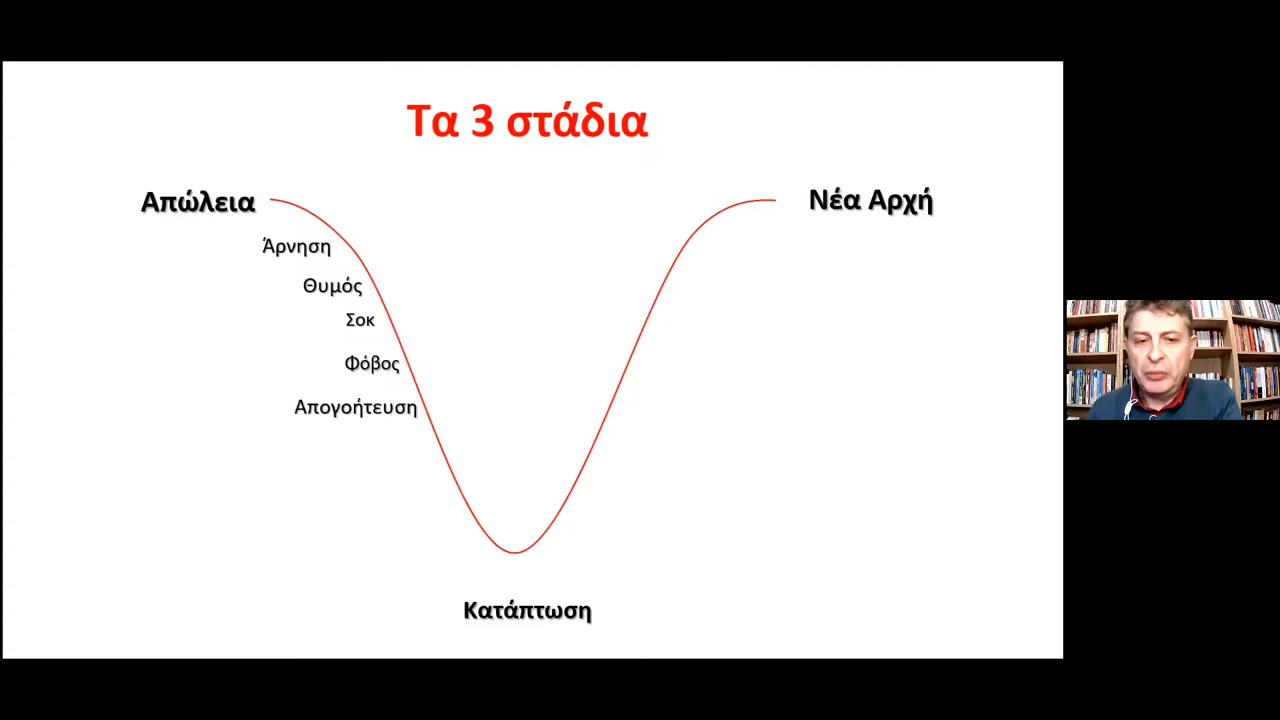 Τα 3 στάδια
Απώλεια
Νέα Αρχή
Άρνηση
Θυμός
Σοκ
Φόβος
Απογοήτευση
Κατάπτωση